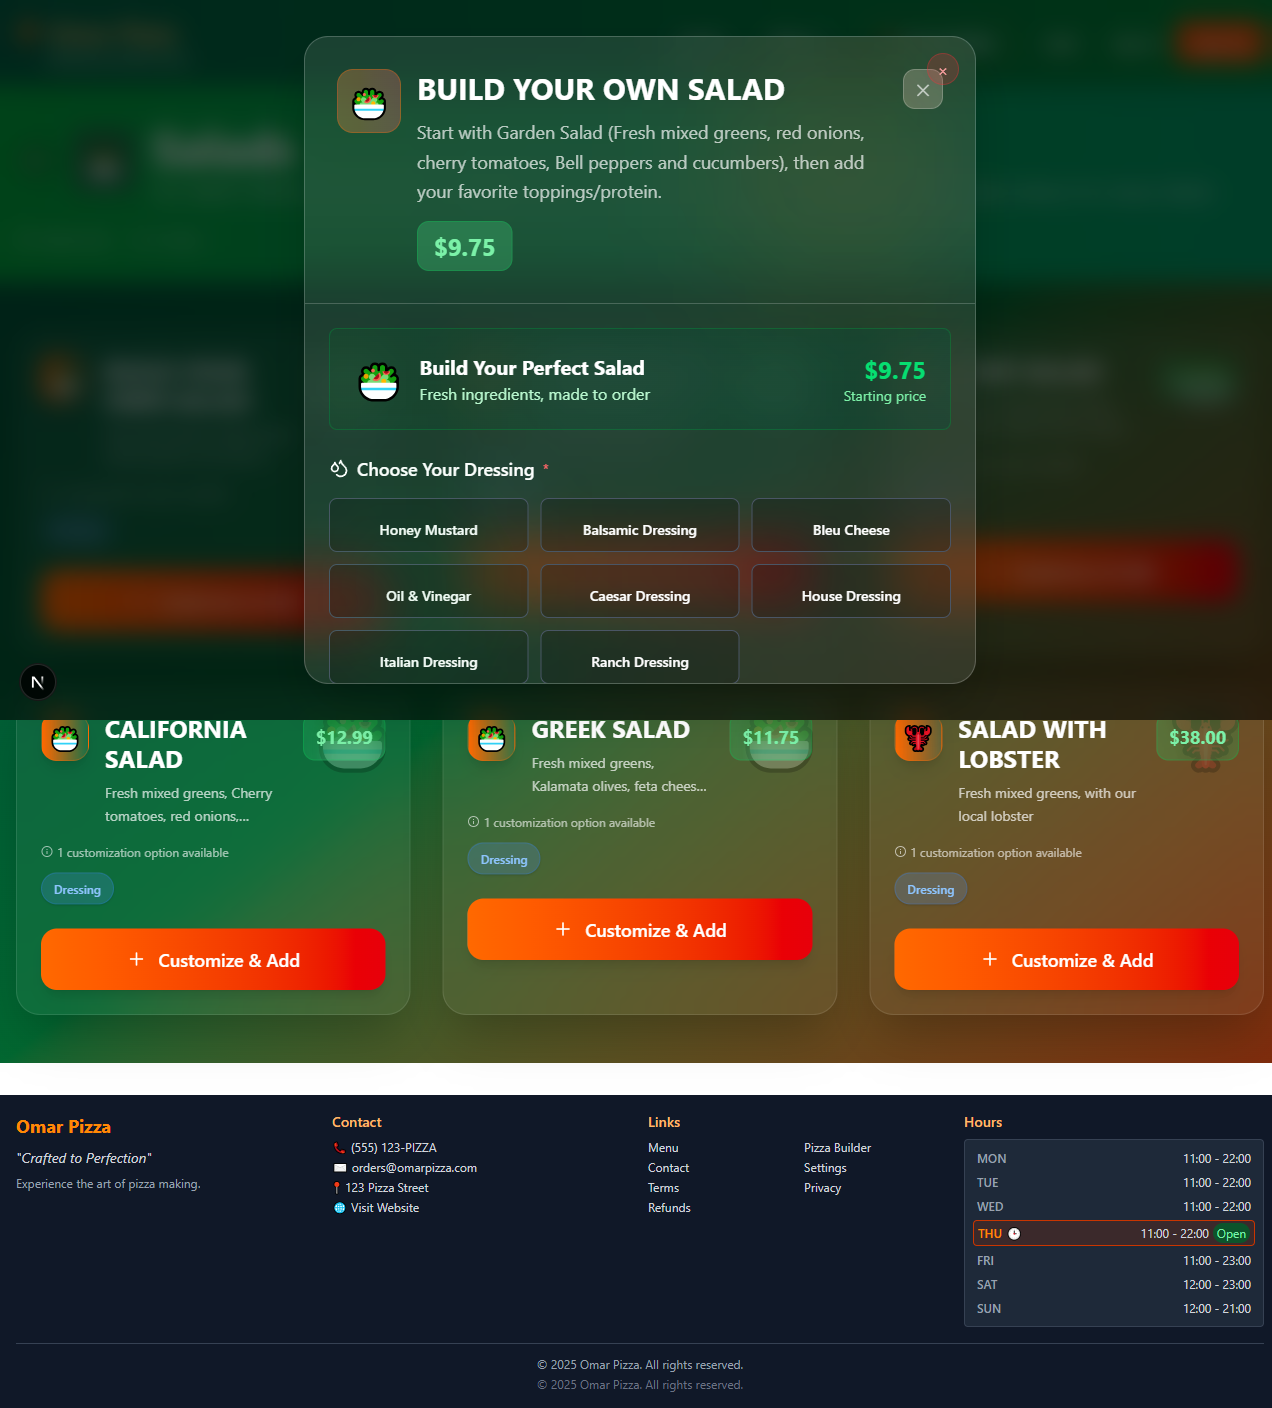 BUILD YOUR OWN SALAD
Start with Garden Salad (Fresh mixed greens, red onions,
cherry tomatoes, Bell peppers and cucumbers), then add
your favorite toppings/protein.
$9.75
Build Your Perfect Salad
Fresh ingredients, made to order
$9.75
Starting price
Choose Your Dressing *
Honey Mustard
Balsamic Dressing
Bleu Cheese
Oil & Vinegar
Caesar Dressing
House Dressing
Italian Dressing
Ranch Dressing
N
CALIFORNIA
SALAD
$12.99
Fresh mixed greens, Cherry
tomatoes, red onions,...
1 customization option available
Dressing
+ Customize & Add
GREEK SALAD
$11.75
Fresh mixed greens,
Kalamata olives, feta chees...
1 customization option available
Dressing
+ Customize & Add
SALAD WITH
LOBSTER
$38.00
Fresh mixed greens, with our
local lobster
1 customization option available
Dressing
+ Customize & Add
Omar Pizza
"Crafted to Perfection"
Experience the art of pizza making.
Contact
(555) 123-PIZZA
orders@omarpizza.com
123 Pizza Street
Visit Website
Links
Menu
Contact
Terms
Refunds
Pizza Builder
Settings
Privacy
Hours
MON 11:00 - 22:00
TUE 11:00 - 22:00
WED 11:00 - 22:00
THU 11:00 - 22:00 Open
FRI 11:00 - 23:00
SAT 12:00 - 23:00
SUN 12:00 - 21:00
© 2025 Omar Pizza. All rights reserved.
© 2025 Omar Pizza. All rights reserved.